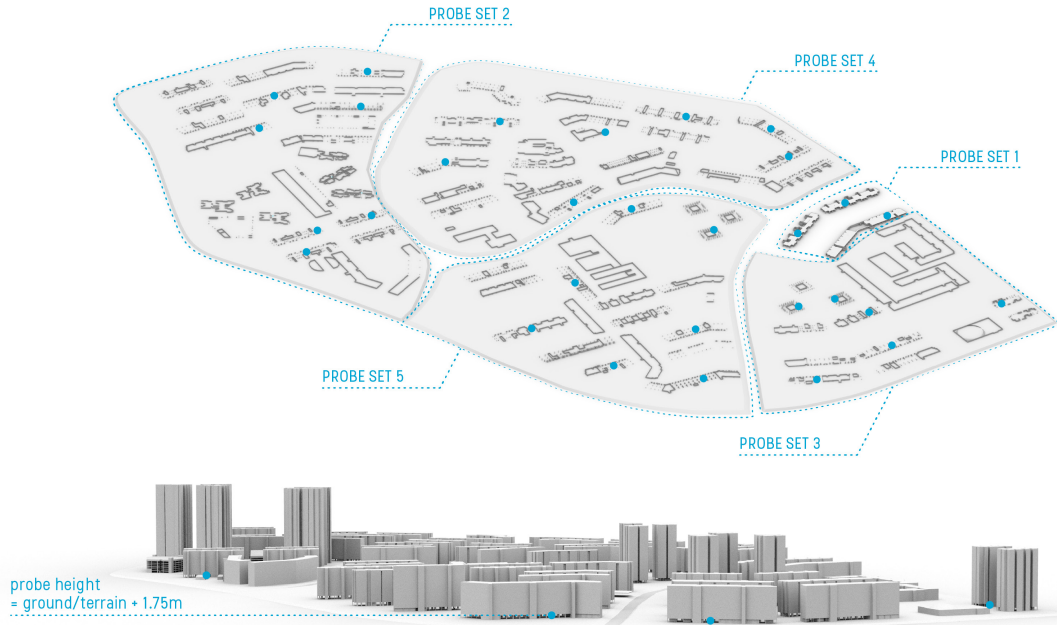 PROBE SET 2
PROBE SET 4
PROBE SET 1
PROBE SET 5
PROBE SET 3
probe height
= ground/terrain + 1.75m